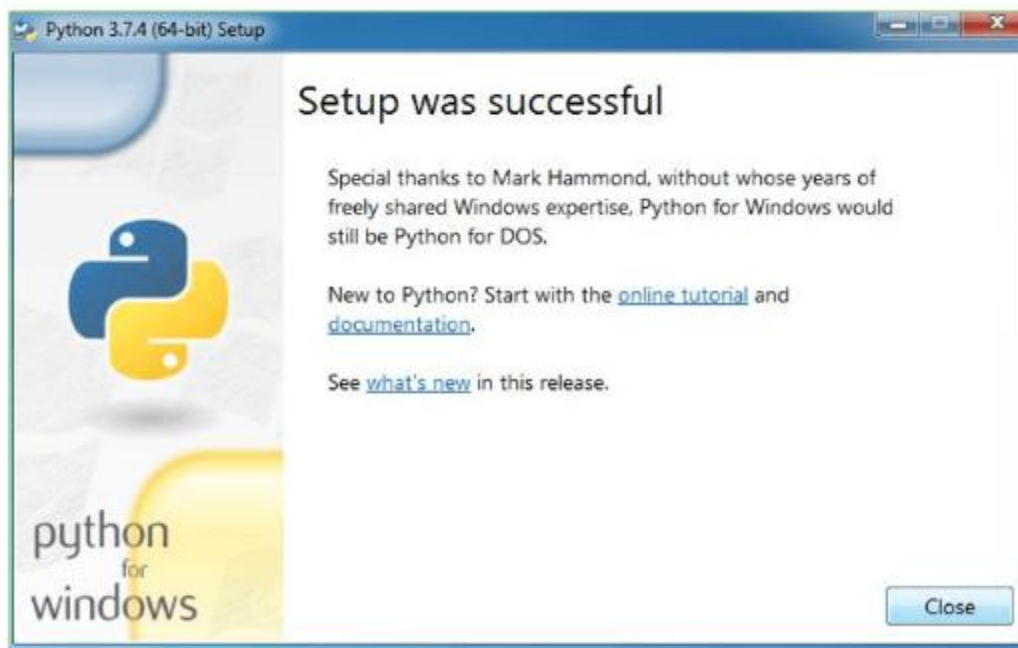 Python 3.7.4 (64-bit) Setup
Setup was successful
Special thanks to Mark Hammond, without whose years of
freely shared Windows expertise, Python for Windows would
still be Python for DOS.
New to Python? Start with the online tutorial and
documentation.
See what's new in this release.
python
for
windows
Close